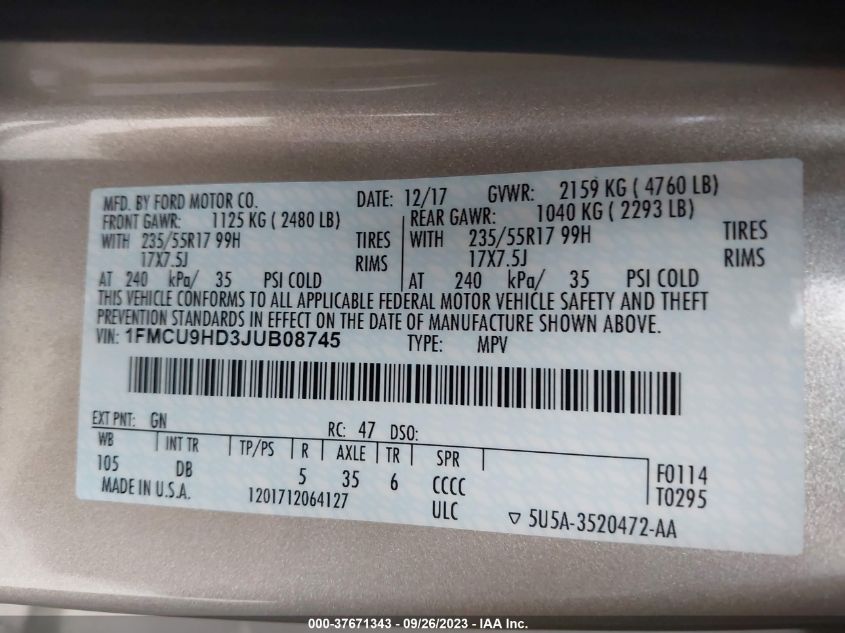 MFD. BY FORD MOTOR CO. DATE: 12/17 GVWR: 2159 KG ( 4760 LB)
FRONT GAWR: 1125 KG ( 2480 LB) REAR GAWR: 1040 KG ( 2293 LB)
WITH 235/55R17 99H TIRES WITH 235/55R17 99H TIRES
17X7.5J RIMS 17X7.5J RIMS
AT 240 kPa/ 35 PSI COLD AT 240 kPa/ 35 PSI COLD
THIS VEHICLE CONFORMS TO ALL APPLICABLE FEDERAL MOTOR VEHICLE SAFETY AND THEFT
PREVENTION STANDARDS IN EFFECT ON THE DATE OF MANUFACTURE SHOWN ABOVE.
VIN: 1FMCU9HD3JUB08745 TYPE: MPV
EXT PNT: GN RC: 47 DSO:
WB INT TR TP/PS R AXLE TR SPR
105 DB 5 35 6 CCCC F0114
MADE IN U.S.A. 1201712064127 ULC T0295
▽ 5U5A-3520472-AA
000-37671343 / 09/26/2023 - © IAA Inc.